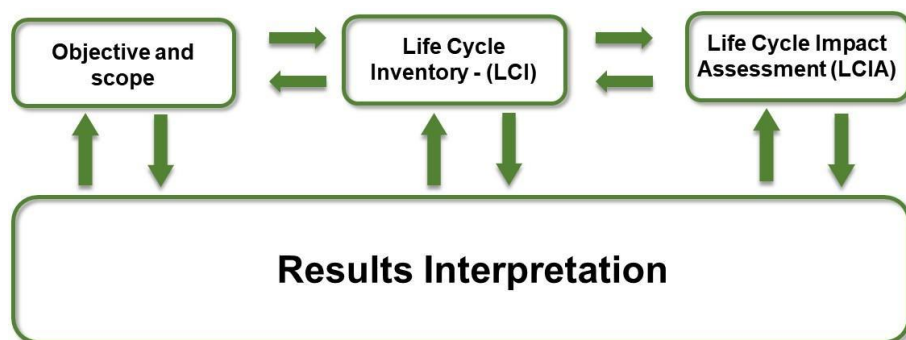 Objective and
scope
Life Cycle
Inventory - (LCI)
Life Cycle Impact
Assessment (LCIA)
Results Interpretation